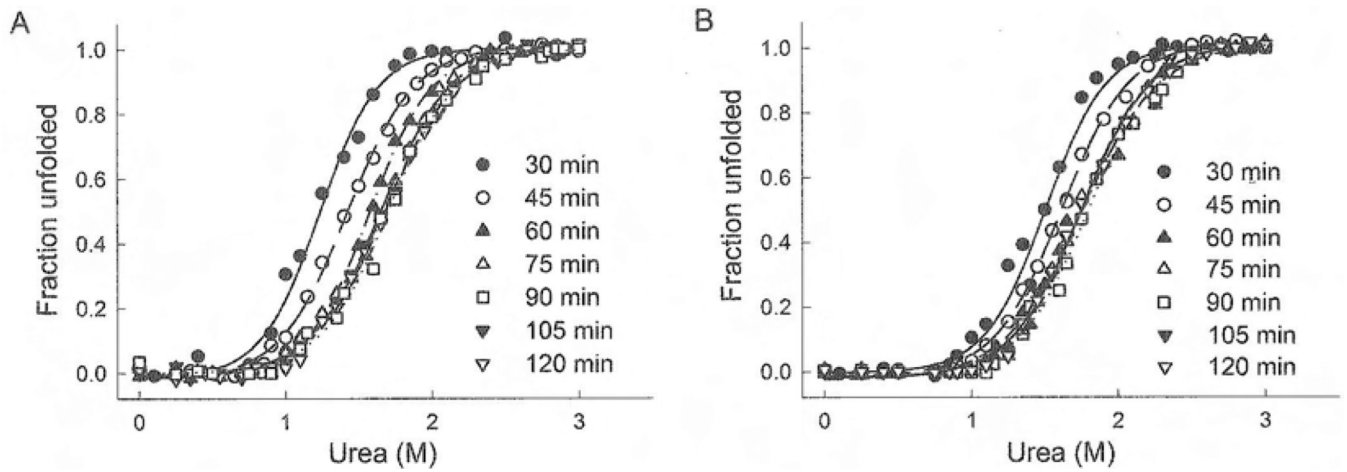 A
Fraction unfolded
1.0
0.8
0.6
0.4
0.2
0.0
30 min
45 min
60 min
75 min
90 min
105 min
120 min
0 1 2 3
Urea (M)
B
Fraction unfolded
1.0
0.8
0.6
0.4
0.2
0.0
30 min
45 min
60 min
75 min
90 min
105 min
120 min
0 1 2 3
Urea (M)